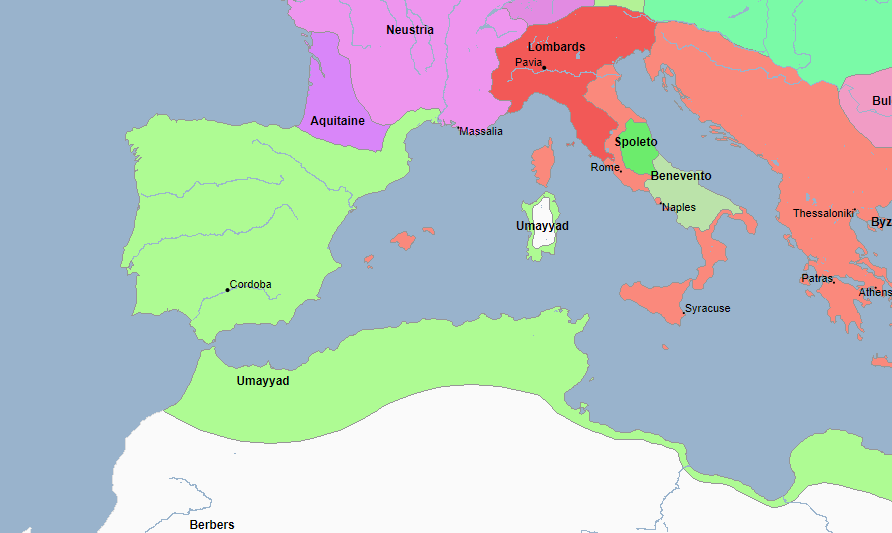 Neustria
Lombards
Pavia
Bul
Aquitaine
Massalia
Spoleto
Rome
Benevento
Naples
Thessaloniki
Byz
Umayyad
Cordoba
Patras
Athens
Syracuse
Umayyad
Berbers